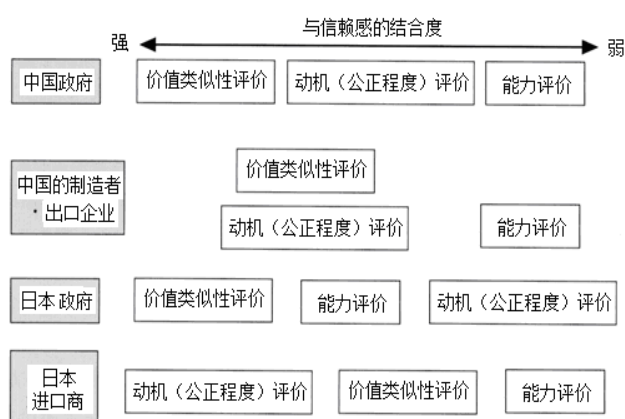 与信赖感的结合度
强
弱
中国政府
价值类似性评价
动机（公正程度）评价
能力评价
中国的制造者
·出口企业
价值类似性评价
动机（公正程度）评价
能力评价
日本政府
价值类似性评价
能力评价
动机（公正程度）评价
日本
进口商
动机（公正程度）评价
价值类似性评价
能力评价